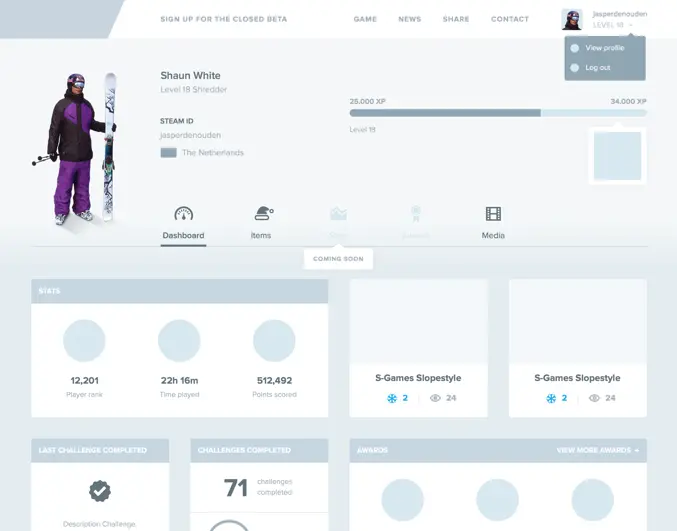 SIGN UP FOR THE CLOSED BETA
GAME NEWS SHARE CONTACT
jasperdenouden
LEVEL 18
View profile
Log out
Shaun White
Level 18 Shredder
STEAM ID
jasperdenouden
The Netherlands
25.000 XP 34.000 XP
Level 18
Dashboard Items Media
COMING SOON
STATS
12,201 22h 16m 512,492
Player rank Time played Points scored
S-Games Slopestyle S-Games Slopestyle
2 24 2 24
LAST CHALLENGE COMPLETED CHALLENGES COMPLETED AWARDS VIEW MORE AWARDS
71 challenges
completed
Description Challenge.